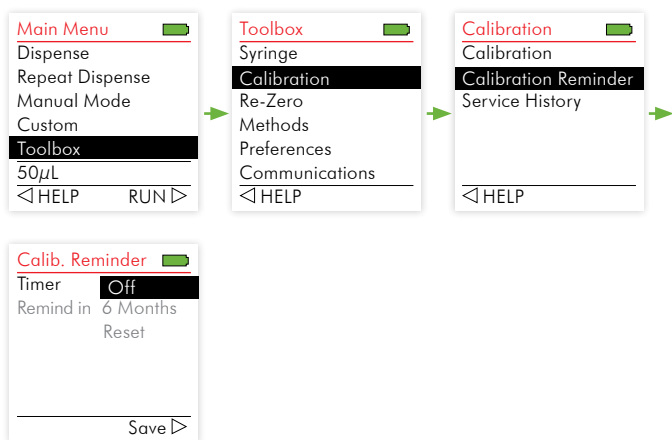 Main Menu
Dispense
Repeat Dispense
Manual Mode
Custom
Toolbox
50µL
HELP RUN
Toolbox
Syringe
Calibration
Re-Zero
Methods
Preferences
Communications
HELP
Calibration
Calibration
Calibration Reminder
Service History
HELP
Calib. Reminder
Timer Off
Remind in 6 Months
Reset
Save